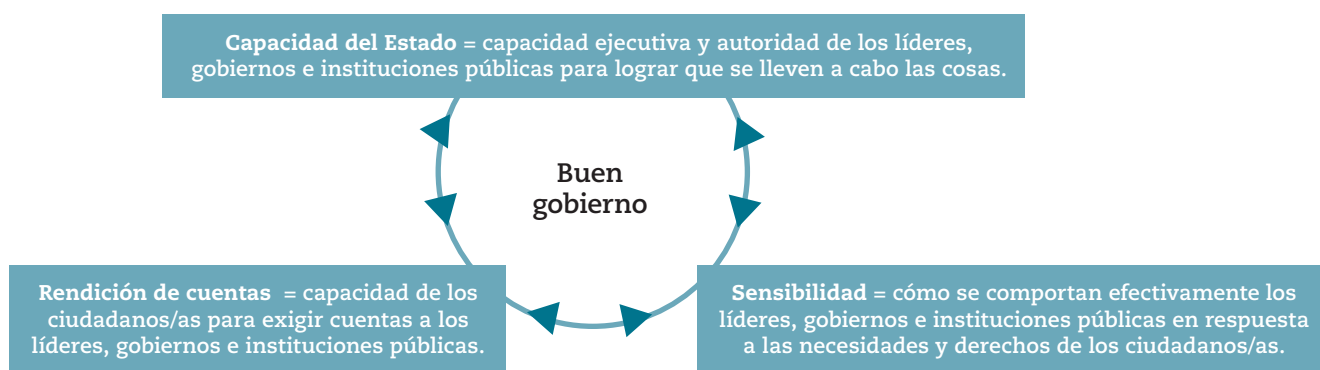 Capacidad del Estado = capacidad ejecutiva y autoridad de los líderes,
gobiernos e instituciones públicas para lograr que se lleven a cabo las cosas.
Buen
gobierno
Rendición de cuentas = capacidad de los
ciudadanos/as para exigir cuentas a los
líderes, gobiernos e instituciones públicas.
Sensibilidad = cómo se comportan efectivamente los
líderes, gobiernos e instituciones públicas en respuesta
a las necesidades y derechos de los ciudadanos/as.